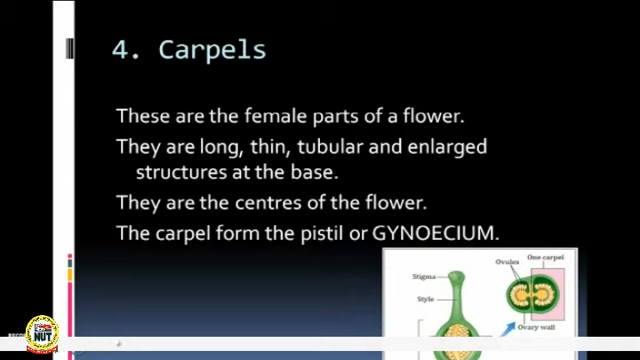 4. Carpels
These are the female parts of a flower.
They are long, thin, tubular and enlarged
structures at the base.
They are the centres of the flower.
The carpel form the pistil or GYNOECIUM.
Ovules
One carpel
Stigma
Style
Ovary wall
NUT